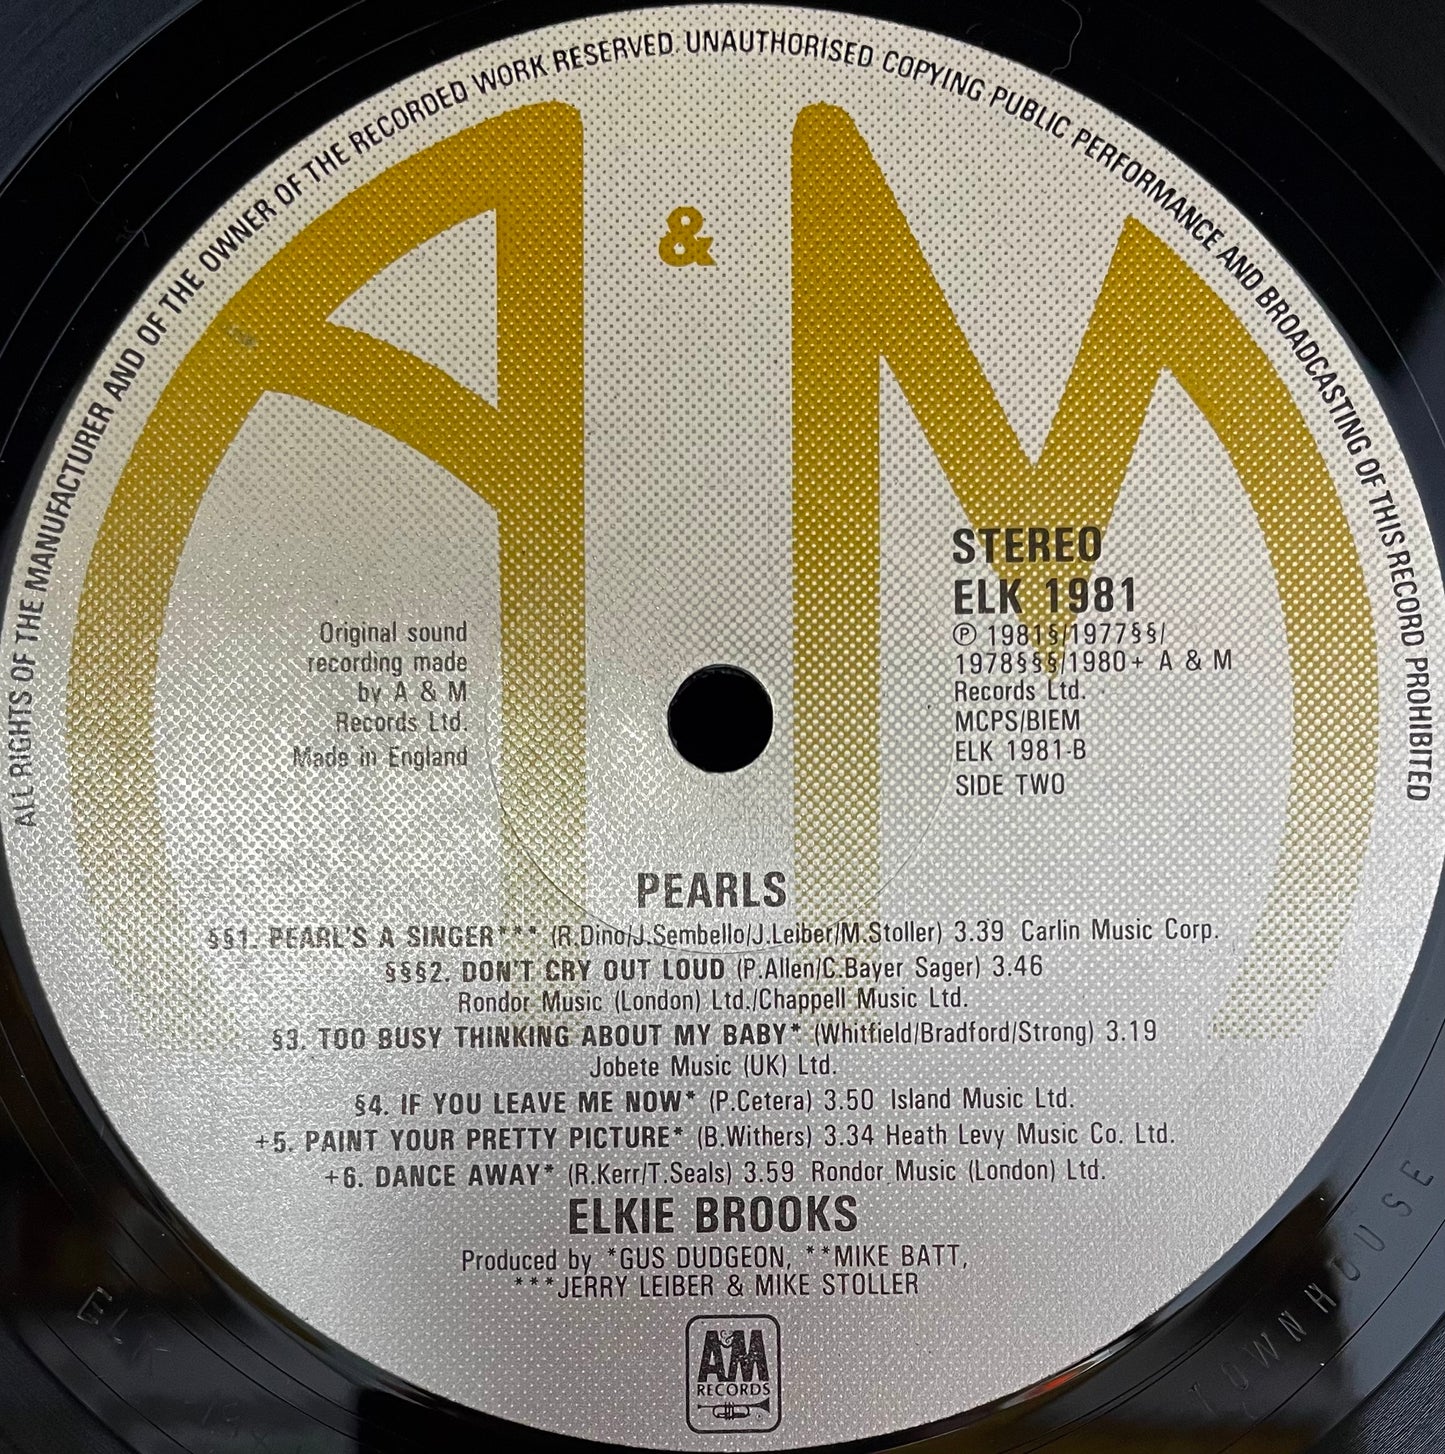 ALL RIGHTS OF THE MANUFACTURER AND OF THE OWNER OF THE RECORDED WORK RESERVED. UNAUTHORISED COPYING PUBLIC PERFORMANCE AND BROADCASTING OF THIS RECORD PROHIBITED
A & M
STEREO
ELK 1981
Ⓟ 1981§/1977§§/
1978§§§/1980+ A & M
Records Ltd.
MCPS/BIEM
ELK 1981-B
SIDE TWO
Original sound
recording made
by A & M
Records Ltd.
Made in England
PEARLS
§§1. PEARL'S A SINGER*** (R.Dino/J.Sembello/J.Leiber/M.Stoller) 3.39 Carlin Music Corp.
§§§2. DON'T CRY OUT LOUD (P.Allen/C.Bayer Sager) 3.46
Rondor Music (London) Ltd./Chappell Music Ltd.
§3. TOO BUSY THINKING ABOUT MY BABY* (Whitfield/Bradford/Strong) 3.19
Jobete Music (UK) Ltd.
§4. IF YOU LEAVE ME NOW* (P.Cetera) 3.50 Island Music Ltd.
+5. PAINT YOUR PRETTY PICTURE* (B.Withers) 3.34 Heath Levy Music Co. Ltd.
+6. DANCE AWAY* (R.Kerr/T.Seals) 3.59 Rondor Music (London) Ltd.
ELKIE BROOKS
Produced by *GUS DUDGEON, **MIKE BATT,
***JERRY LEIBER & MIKE STOLLER
A&M
RECORDS
TOWNHOUSE